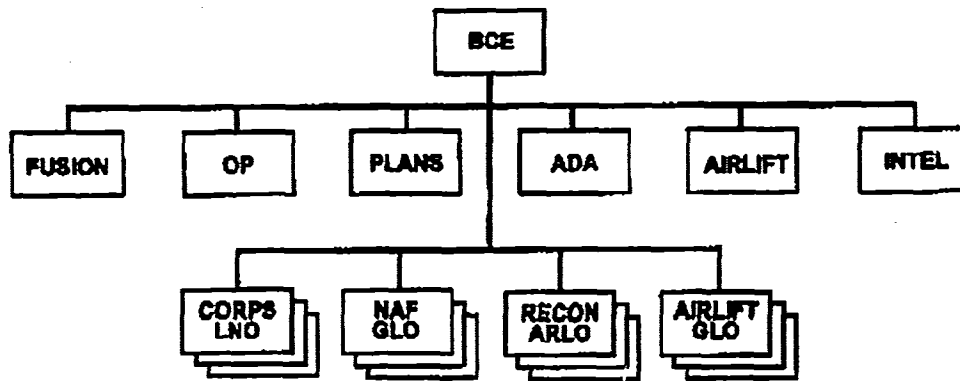 BCE
FUSION
OP
PLANS
ADA
AIRLIFT
INTEL
CORPS
LNO
NAF
GLO
RECON
ARLO
AIRLIFT
GLO